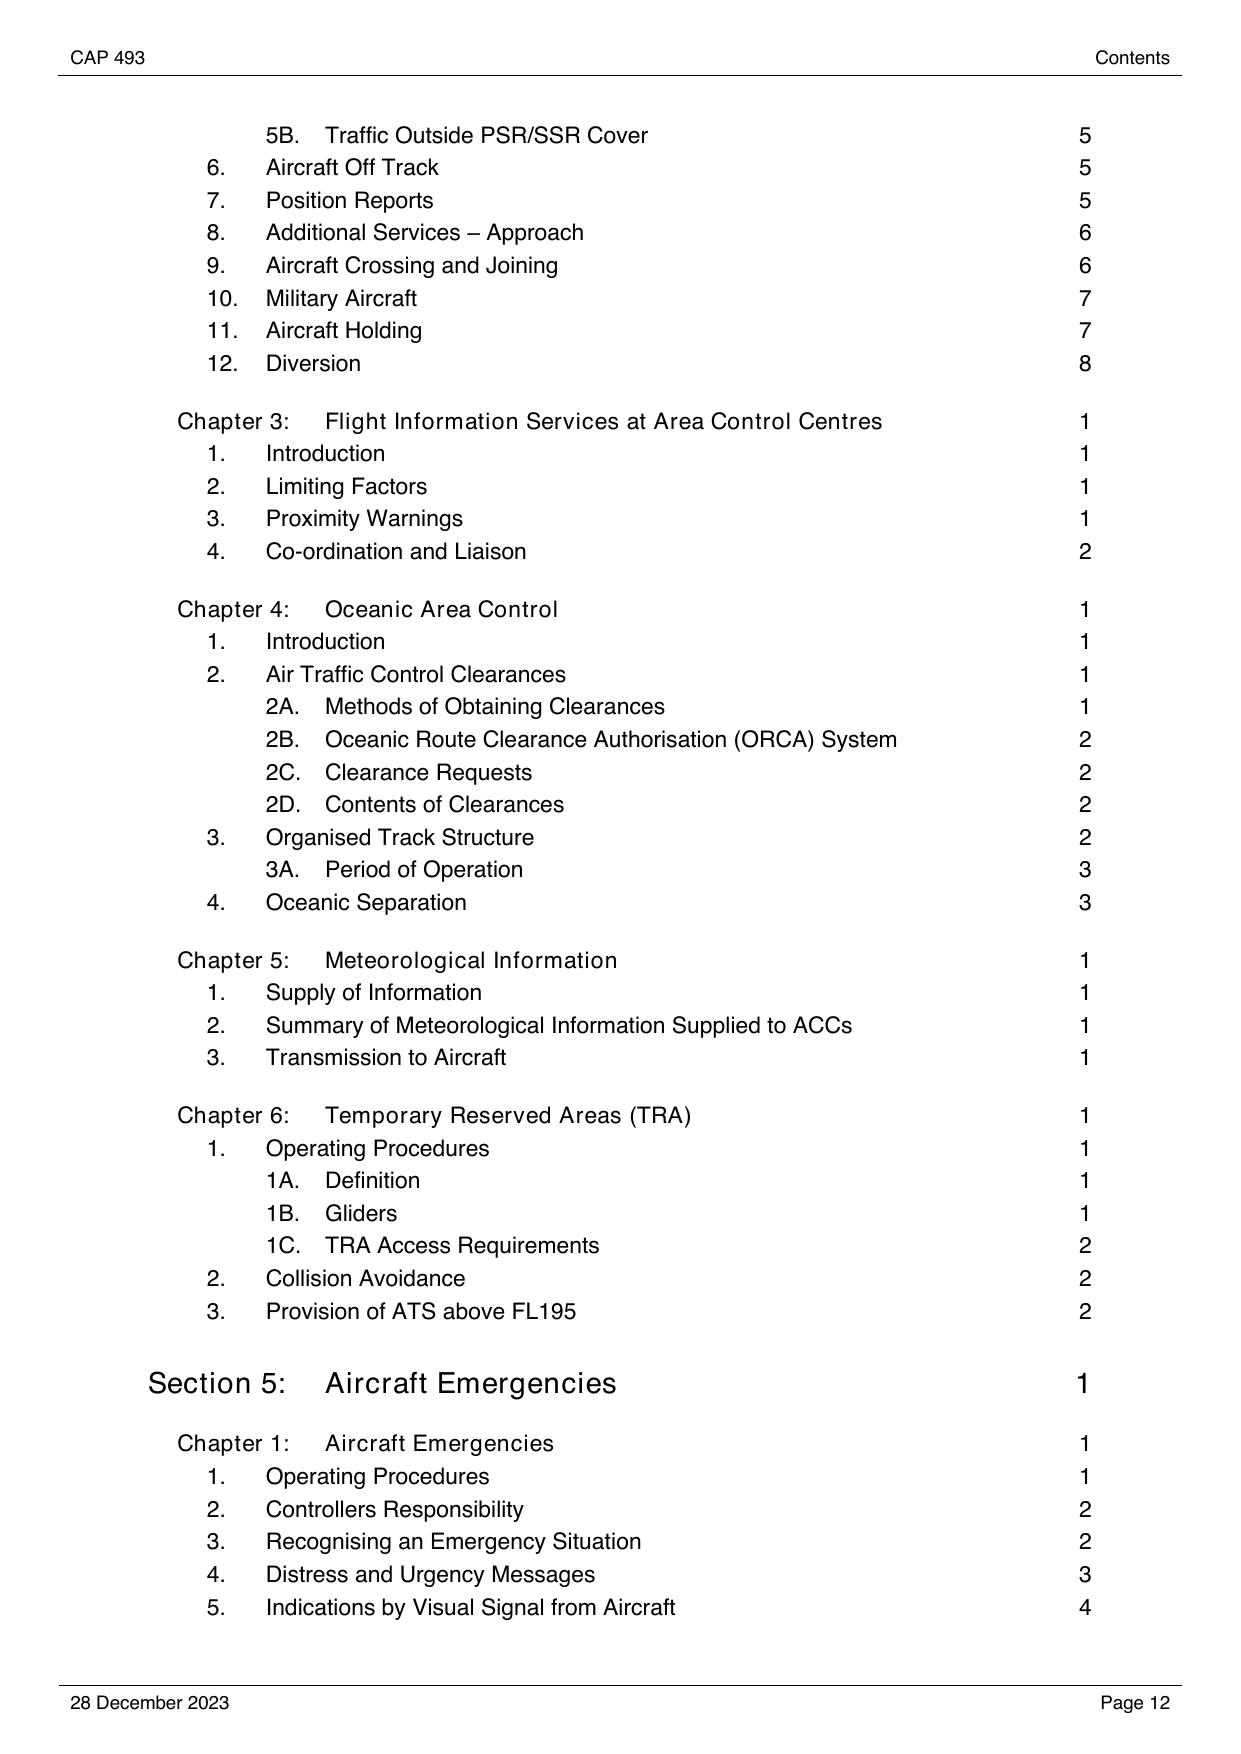 CAP 493 Contents
5B. Traffic Outside PSR/SSR Cover 5
6. Aircraft Off Track 5
7. Position Reports 5
8. Additional Services – Approach 6
9. Aircraft Crossing and Joining 6
10. Military Aircraft 7
11. Aircraft Holding 7
12. Diversion 8
Chapter 3: Flight Information Services at Area Control Centres 1
1. Introduction 1
2. Limiting Factors 1
3. Proximity Warnings 1
4. Co-ordination and Liaison 2
Chapter 4: Oceanic Area Control 1
1. Introduction 1
2. Air Traffic Control Clearances 1
2A. Methods of Obtaining Clearances 1
2B. Oceanic Route Clearance Authorisation (ORCA) System 2
2C. Clearance Requests 2
2D. Contents of Clearances 2
3. Organised Track Structure 2
3A. Period of Operation 3
4. Oceanic Separation 3
Chapter 5: Meteorological Information 1
1. Supply of Information 1
2. Summary of Meteorological Information Supplied to ACCs 1
3. Transmission to Aircraft 1
Chapter 6: Temporary Reserved Areas (TRA) 1
1. Operating Procedures 1
1A. Definition 1
1B. Gliders 1
1C. TRA Access Requirements 2
2. Collision Avoidance 2
3. Provision of ATS above FL195 2
Section 5: Aircraft Emergencies 1
Chapter 1: Aircraft Emergencies 1
1. Operating Procedures 1
2. Controllers Responsibility 2
3. Recognising an Emergency Situation 2
4. Distress and Urgency Messages 3
5. Indications by Visual Signal from Aircraft 4
28 December 2023 Page 12